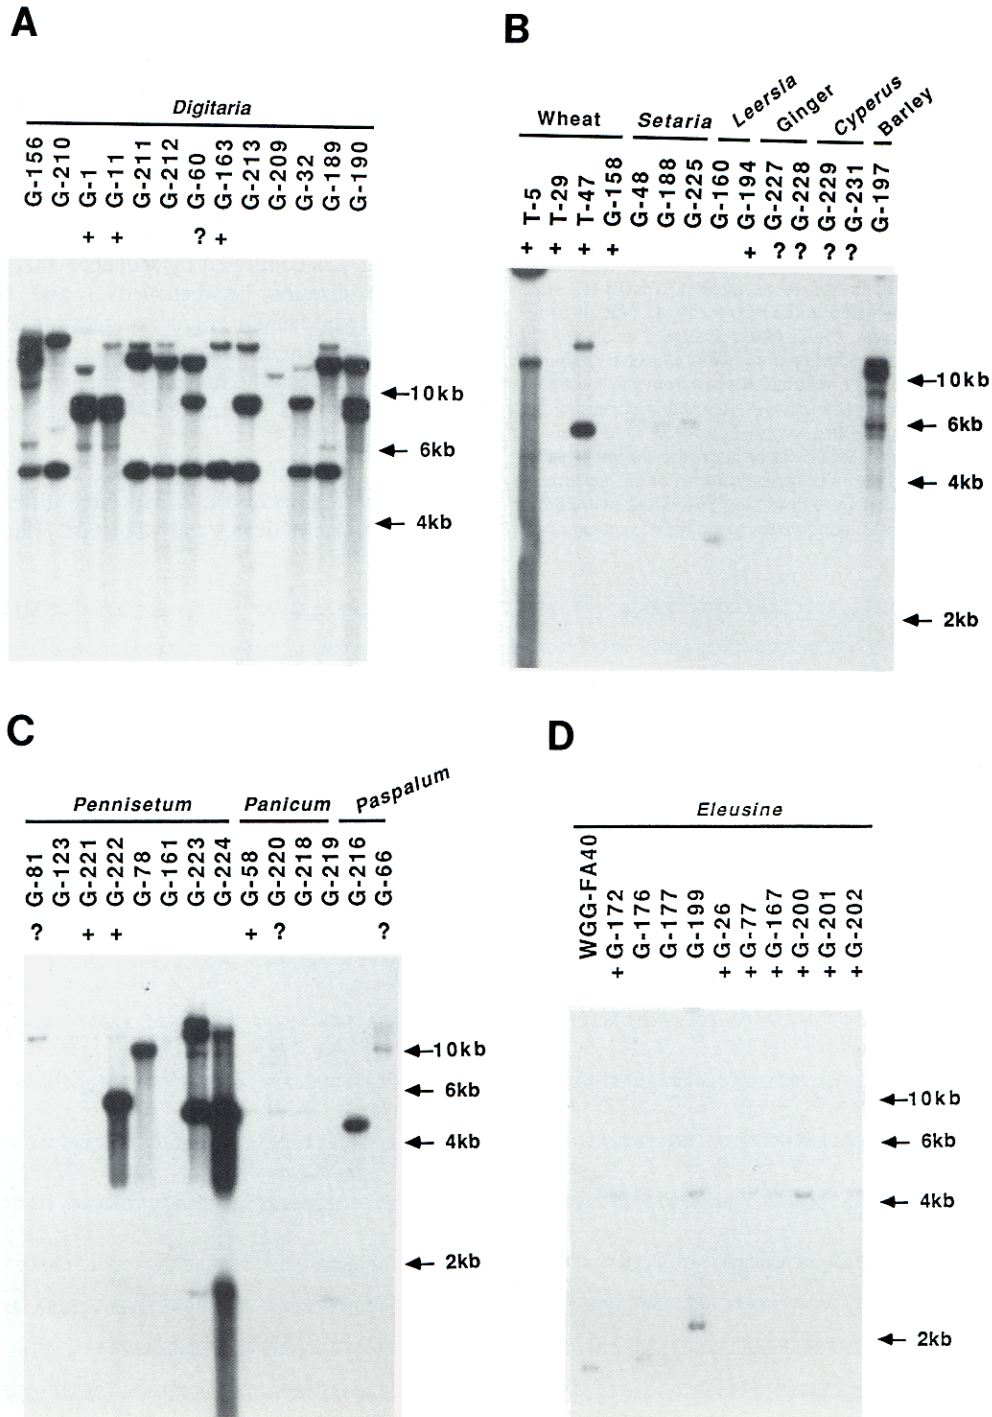 A
Digitaria
G-156 G-210 G-1 G-11 G-211 G-212 G-60 G-163 G-213 G-209 G-32 G-189 G-190
+ + ? +
10kb
6kb
4kb
B
Wheat Setaria Leersia Ginger Cyperus Barley
T-5 T-29 T-47 G-158 G-48 G-188 G-225 G-160 G-194 G-227 G-228 G-229 G-231 G-197
+ + + + + ? ? ? ?
10kb
6kb
4kb
2kb
C
Pennisetum Panicum Paspalum
G-81 G-123 G-221 G-222 G-78 G-161 G-223 G-224 G-58 G-220 G-218 G-219 G-216 G-66
? + + + ? ?
10kb
6kb
4kb
2kb
D
Eleusine
WGG-FA40 G-172 G-176 G-177 G-199 G-26 G-77 G-167 G-200 G-201 G-202
+ + + + + + +
10kb
6kb
4kb
2kb